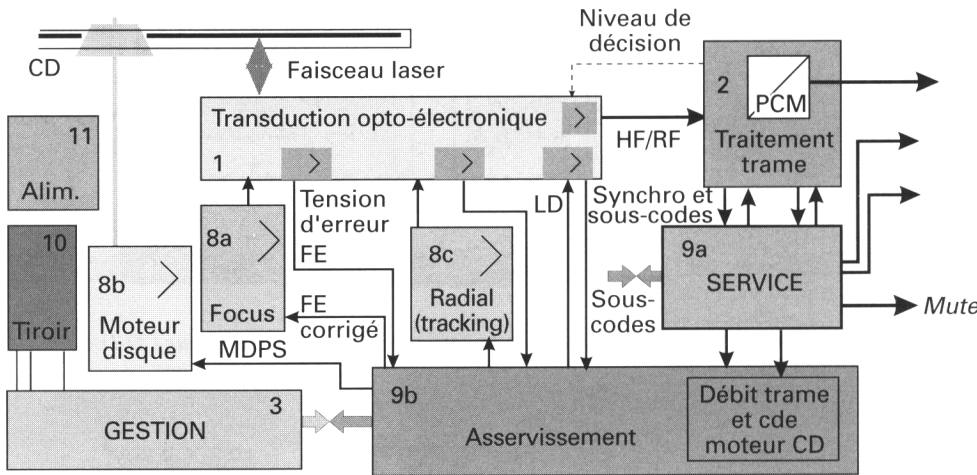 Niveau de
décision
CD
Faisceau laser
2
PCM
Traitement
trame
11
Alim.
Transduction opto-électronique
1
HF/RF
Tension
d'erreur
FE
LD
Synchro et
sous-codes
8a
Focus
8c
Radial
(tracking)
9a
SERVICE
10
Tiroir
8b
Moteur
disque
FE
corrigé
Sous-
codes
Mute
MDPS
3
GESTION
9b
Asservissement
Débit trame
et cde
moteur CD